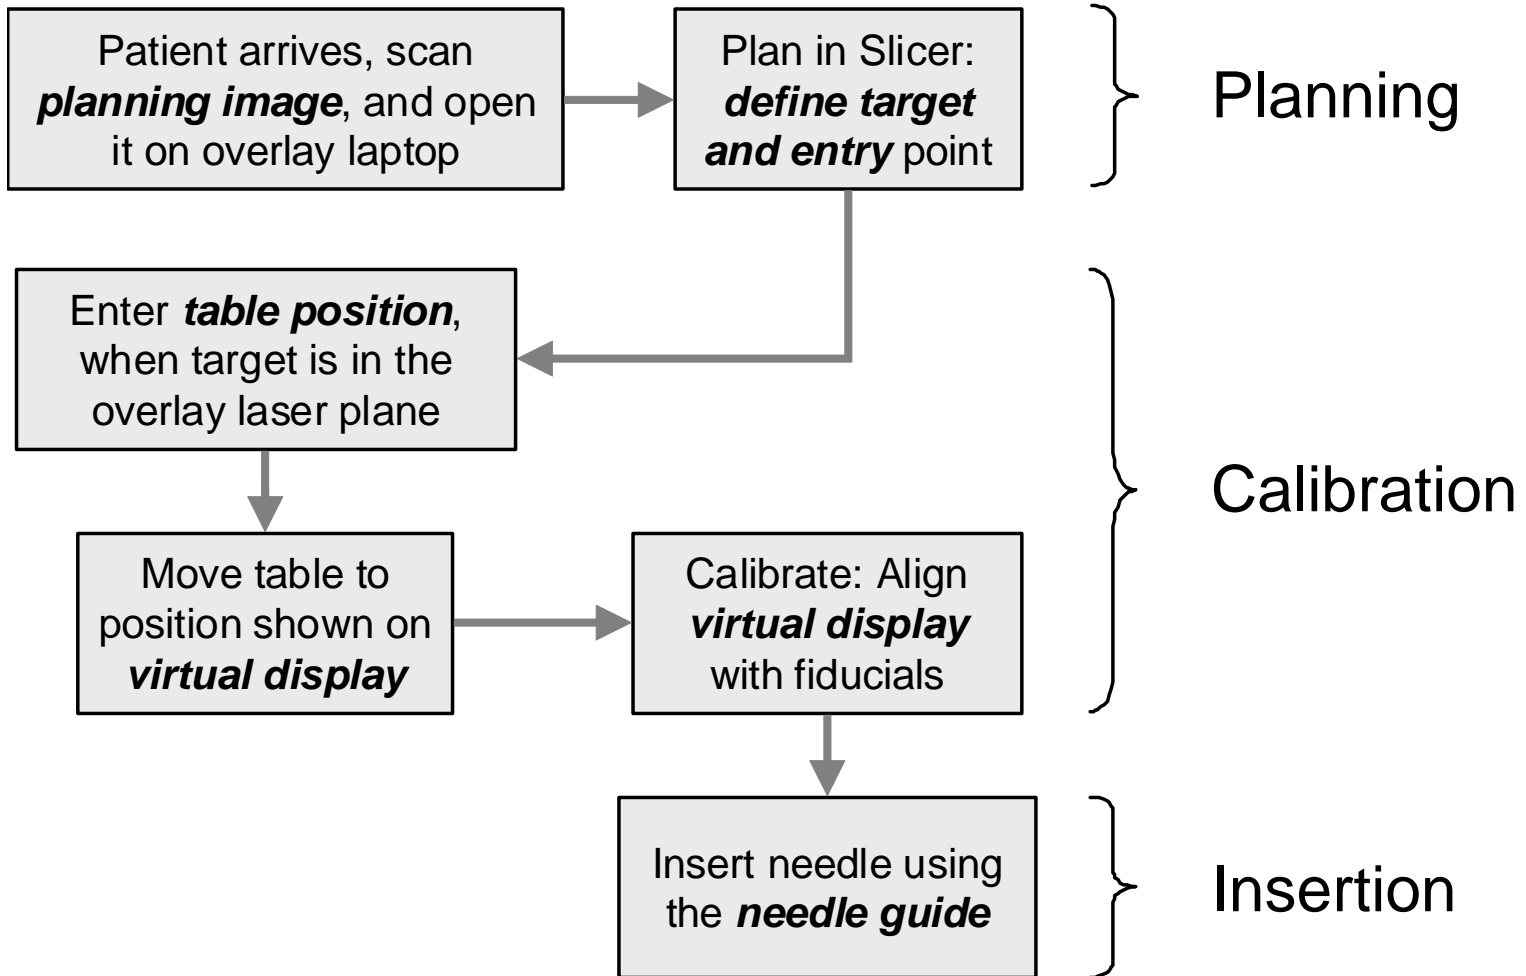 Patient arrives, scan
planning image, and open
it on overlay laptop
Plan in Slicer:
define target
and entry point
Planning
Enter table position,
when target is in the
overlay laser plane
Move table to
position shown on
virtual display
Calibrate: Align
virtual display
with fiducials
Calibration
Insert needle using
the needle guide
Insertion